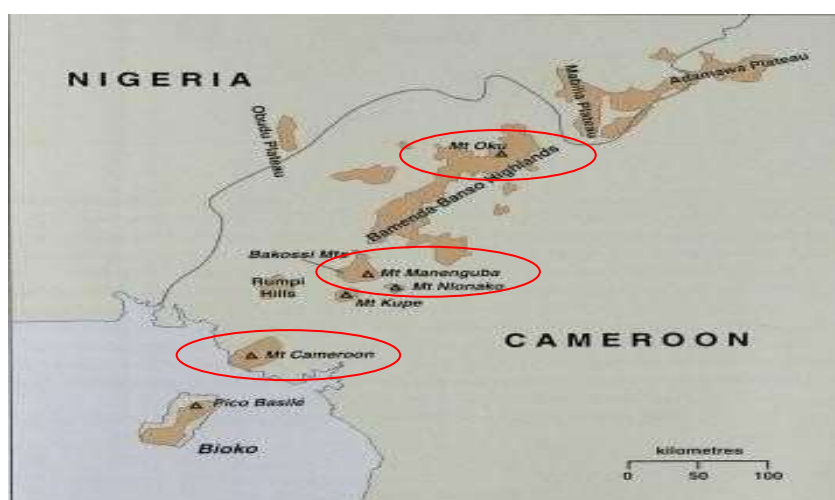 NIGERIA
Adamawa Plateau
Mabilla Plateau
Obudu Plateau
Mt Oku
Bamenda-Banso Highlands
Bakossi Mts
Mt Manenguba
Rumpi
Hills
Mt Nlonako
Mt Kupe
CAMEROON
Mt Cameroon
Pico Basilé
Bioko
kilometres
0 50 100